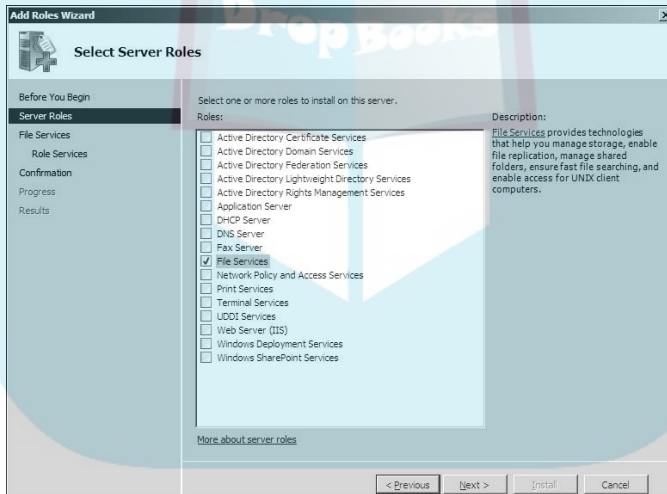 Add Roles Wizard
Drop Books
Select Server Roles
Before You Begin
Server Roles
File Services
Role Services
Confirmation
Progress
Results
Select one or more roles to install on this server.
Roles:
Active Directory Certificate Services
Active Directory Domain Services
Active Directory Federation Services
Active Directory Lightweight Directory Services
Active Directory Rights Management Services
Application Server
DHCP Server
DNS Server
Fax Server
File Services
Network Policy and Access Services
Print Services
Terminal Services
UDDI Services
Web Server (IIS)
Windows Deployment Services
Windows SharePoint Services
More about server roles
Description:
File Services provides technologies
that help you manage storage, enable
file replication, manage shared
folders, ensure fast file searching, and
enable access for UNIX client
computers.
< Previous
Next >
Install
Cancel